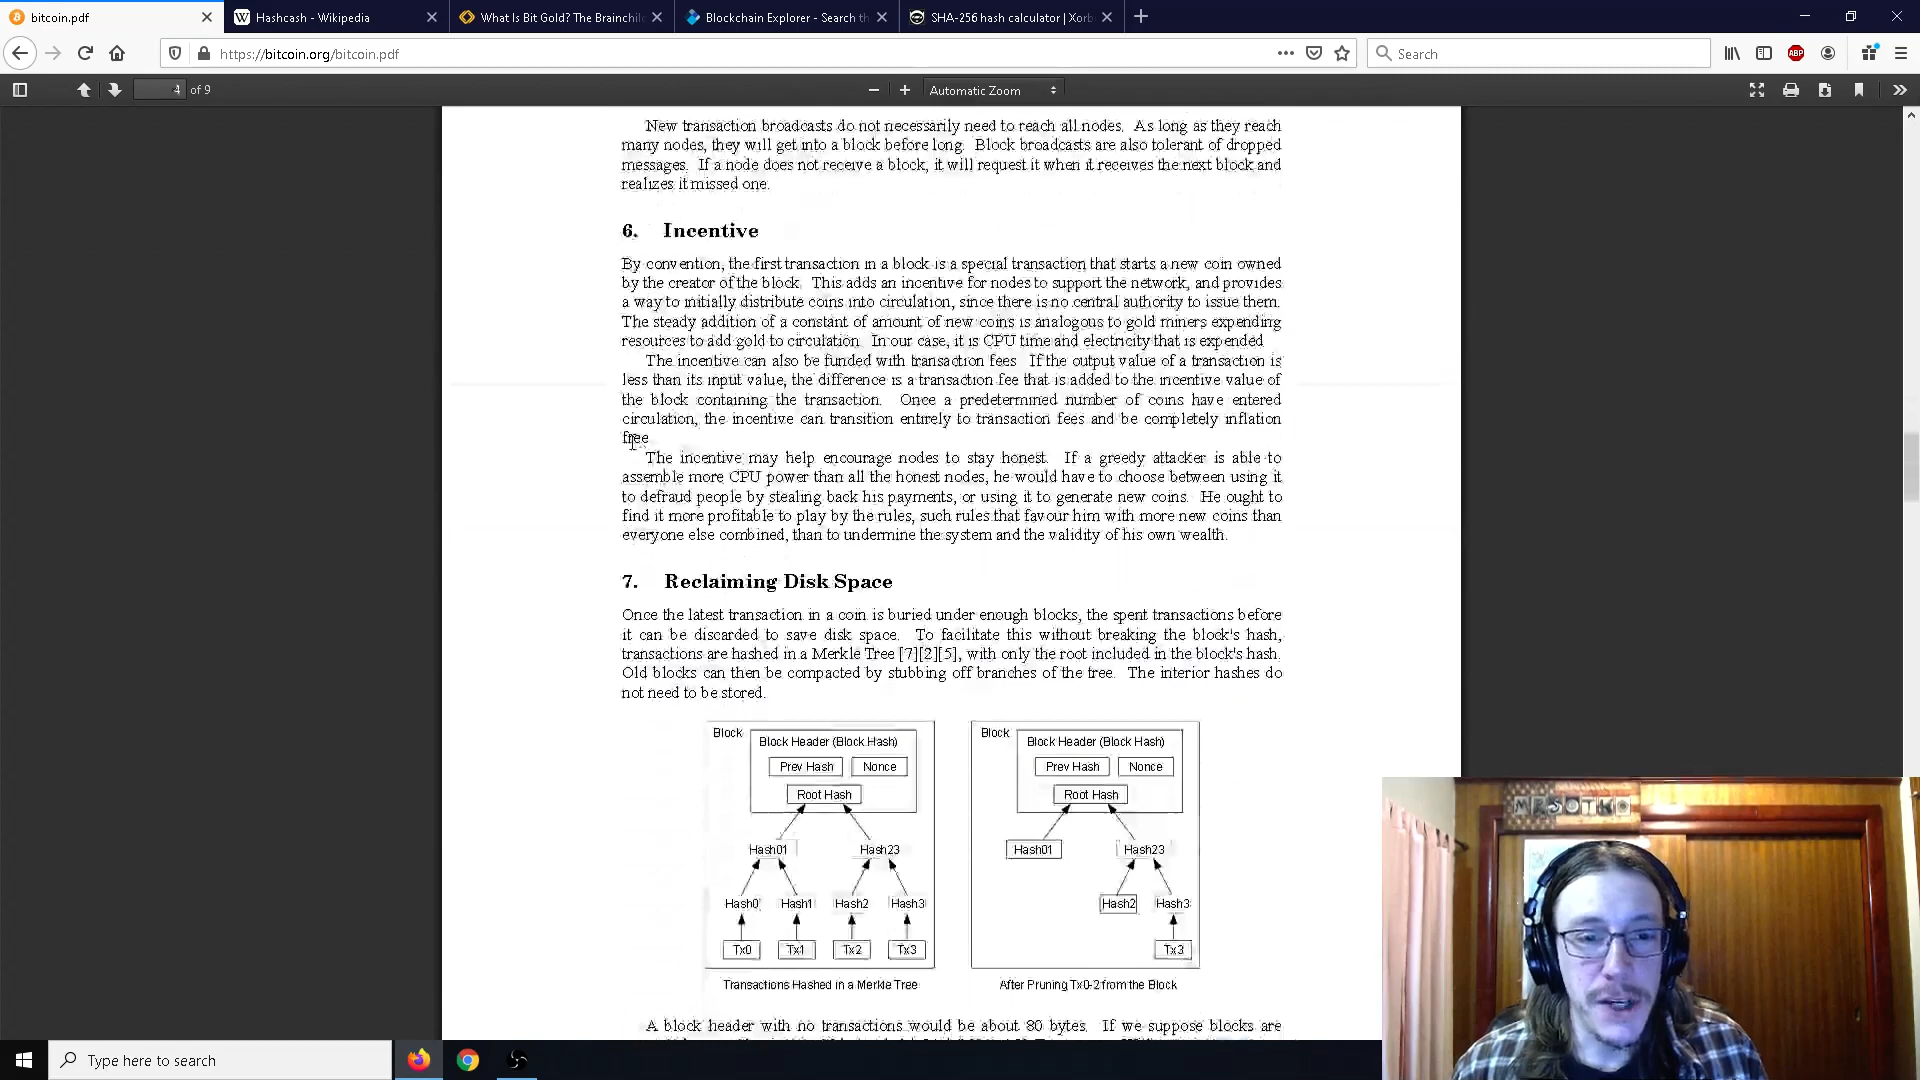 bitcoin.pdf
Hashcash - Wikipedia
What Is Bit Gold? The Brainchil
Blockchain Explorer - Search th
SHA-256 hash calculator | Xorb
https://bitcoin.org/bitcoin.pdf
Search
ABP
4 of 9
Automatic Zoom
New transaction broadcasts do not necessarily need to reach all nodes. As long as they reach
many nodes, they will get into a block before long. Block broadcasts are also tolerant of dropped
messages. If a node does not receive a block, it will request it when it receives the next block and
realizes it missed one.
6. Incentive
By convention, the first transaction in a block is a special transaction that starts a new coin owned
by the creator of the block. This adds an incentive for nodes to support the network, and provides
a way to initially distribute coins into circulation, since there is no central authority to issue them.
The steady addition of a constant of amount of new coins is analogous to gold miners expending
resources to add gold to circulation. In our case, it is CPU time and electricity that is expended
The incentive can also be funded with transaction fees. If the output value of a transaction is
less than its input value, the difference is a transaction fee that is added to the incentive value of
the block containing the transaction. Once a predetermined number of coins have entered
circulation, the incentive can transition entirely to transaction fees and be completely inflation
free
The incentive may help encourage nodes to stay honest. If a greedy attacker is able to
assemble more CPU power than all the honest nodes, he would have to choose between using it
to defraud people by stealing back his payments, or using it to generate new coins. He ought to
find it more profitable to play by the rules, such rules that favour him with more new coins than
everyone else combined, than to undermine the system and the validity of his own wealth.
7. Reclaiming Disk Space
Once the latest transaction in a coin is buried under enough blocks, the spent transactions before
it can be discarded to save disk space. To facilitate this without breaking the block's hash,
transactions are hashed in a Merkle Tree [7][2][5], with only the root included in the block's hash.
Old blocks can then be compacted by stubbing off branches of the tree. The interior hashes do
not need to be stored.
Block
Block Header (Block Hash)
Prev Hash Nonce
Root Hash
Hash01 Hash23
Hash0 Hash1 Hash2 Hash3
Tx0 Tx1 Tx2 Tx3
Transactions Hashed in a Merkle Tree
Block
Block Header (Block Hash)
Prev Hash Nonce
Root Hash
Hash01 Hash23
Hash2 Hash3
Tx3
After Pruning Tx0-2 from the Block
A block header with no transactions would be about 80 bytes. If we suppose blocks are
MRSOTKO
Type here to search